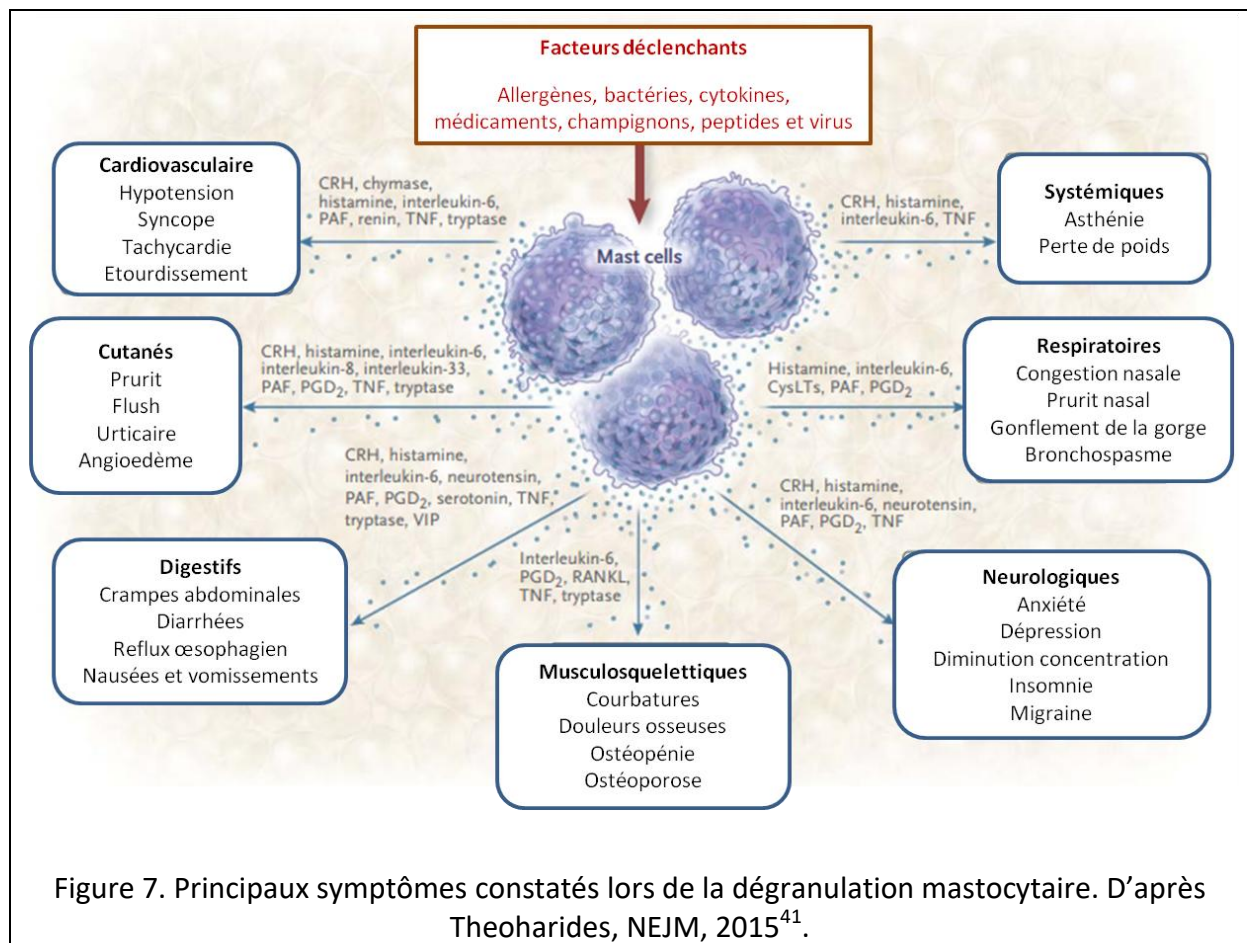 Facteurs déclenchants
Allergènes, bactéries, cytokines,
médicaments, champignons, peptides et virus
Cardiovasculaire
Hypotension
Syncope
Tachycardie
Etourdissement
CRH, chymase,
histamine, interleukin-6,
PAF, renin, TNF, tryptase
Mast cells
CRH, histamine,
interleukin-6, TNF
Systémiques
Asthénie
Perte de poids
Cutanés
Prurit
Flush
Urticaire
Angioedème
CRH, histamine, interleukin-6,
interleukin-8, interleukin-33,
PAF, PGD₂, TNF, tryptase
Histamine, interleukin-6,
CysLTs, PAF, PGD₂
Respiratoires
Congestion nasale
Prurit nasal
Gonflement de la gorge
Bronchospasme
CRH, histamine,
interleukin-6, neurotensin,
PAF, PGD₂, serotonin, TNF,
tryptase, VIP
Interleukin-6,
PGD₂, RANKL,
TNF, tryptase
CRH, histamine,
interleukin-6, neurotensin,
PAF, PGD₂, TNF
Digestifs
Crampes abdominales
Diarrhées
Reflux œsophagien
Nausées et vomissements
Musculosquelettiques
Courbatures
Douleurs osseuses
Ostéopénie
Ostéoporose
Neurologiques
Anxiété
Dépression
Diminution concentration
Insomnie
Migraine
Figure 7. Principaux symptômes constatés lors de la dégranulation mastocytaire. D’après
Theoharides, NEJM, 2015⁴¹.